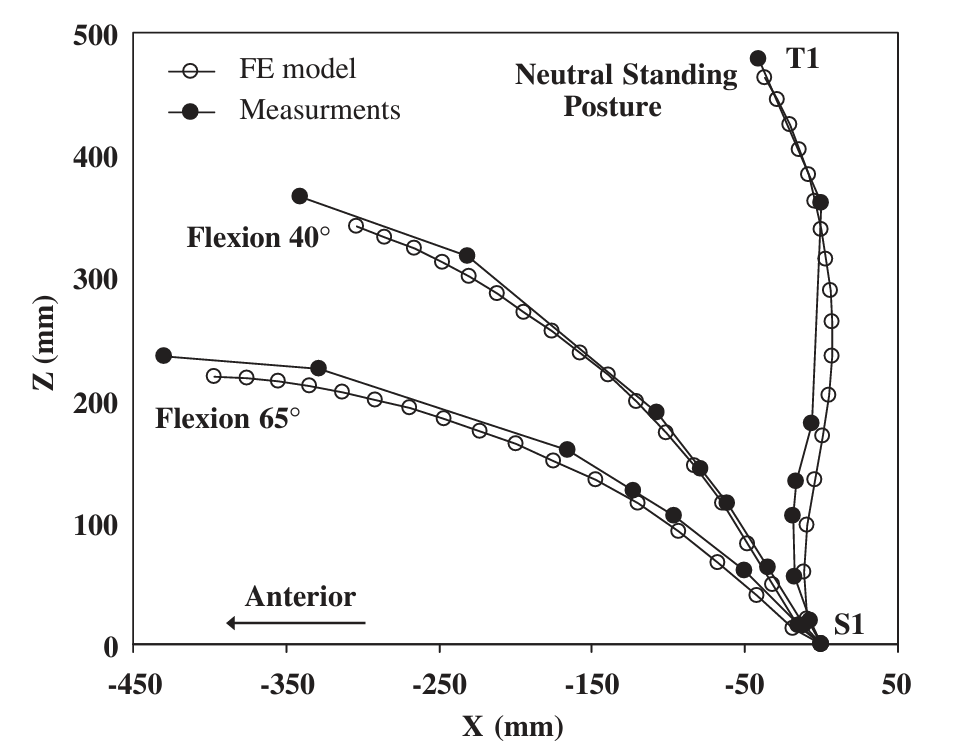 500
FE model
Measurments
Neutral Standing
Posture
T1
400
Flexion 40°
300
Z (mm)
200
Flexion 65°
100
Anterior
S1
0
-450 -350 -250 -150 -50 50
X (mm)